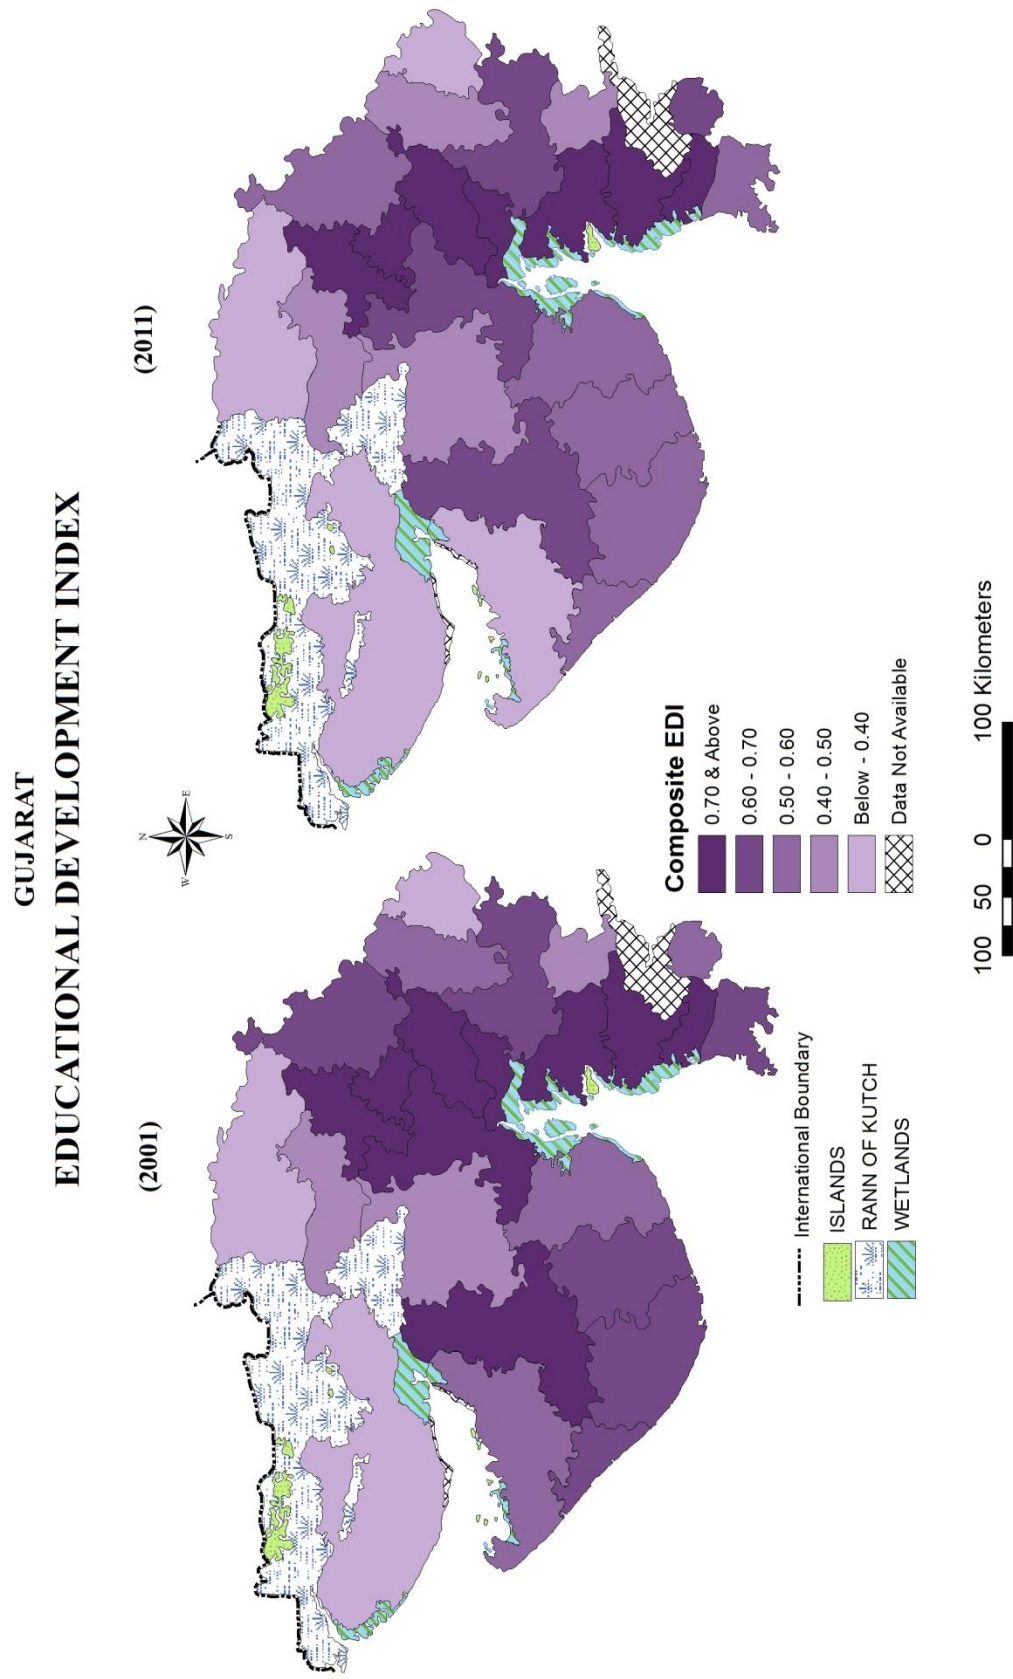 GUJARAT
EDUCATIONAL DEVELOPMENT INDEX
(2001)
(2011)
N
W
E
S
International Boundary
ISLANDS
RANN OF KUTCH
WETLANDS
Composite EDI
0.70 & Above
0.60 - 0.70
0.50 - 0.60
0.40 - 0.50
Below - 0.40
Data Not Available
100 50 0 100 Kilometers